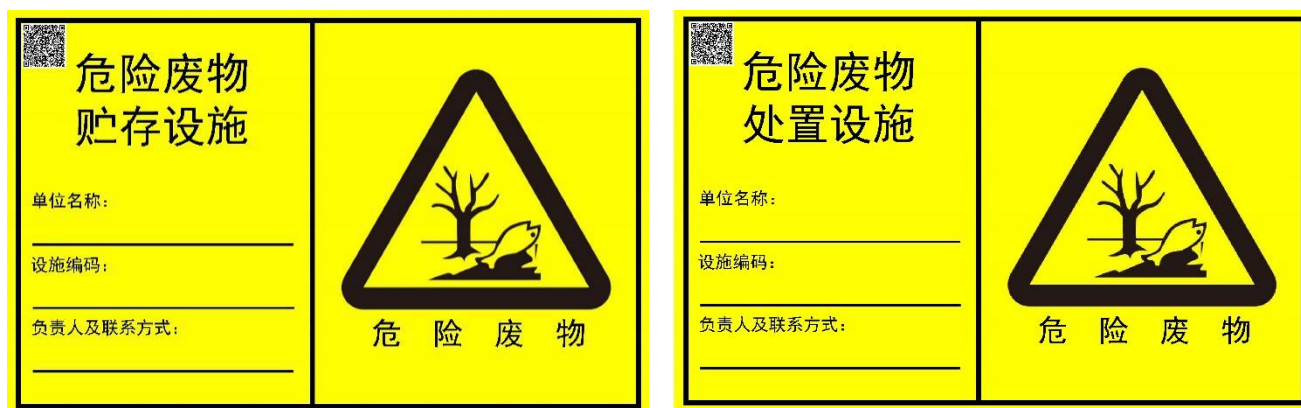 危险废物
贮存设施
单位名称：
设施编码：
负责人及联系方式：
危险废物
危险废物
处置设施
单位名称：
设施编码：
负责人及联系方式：
危险废物